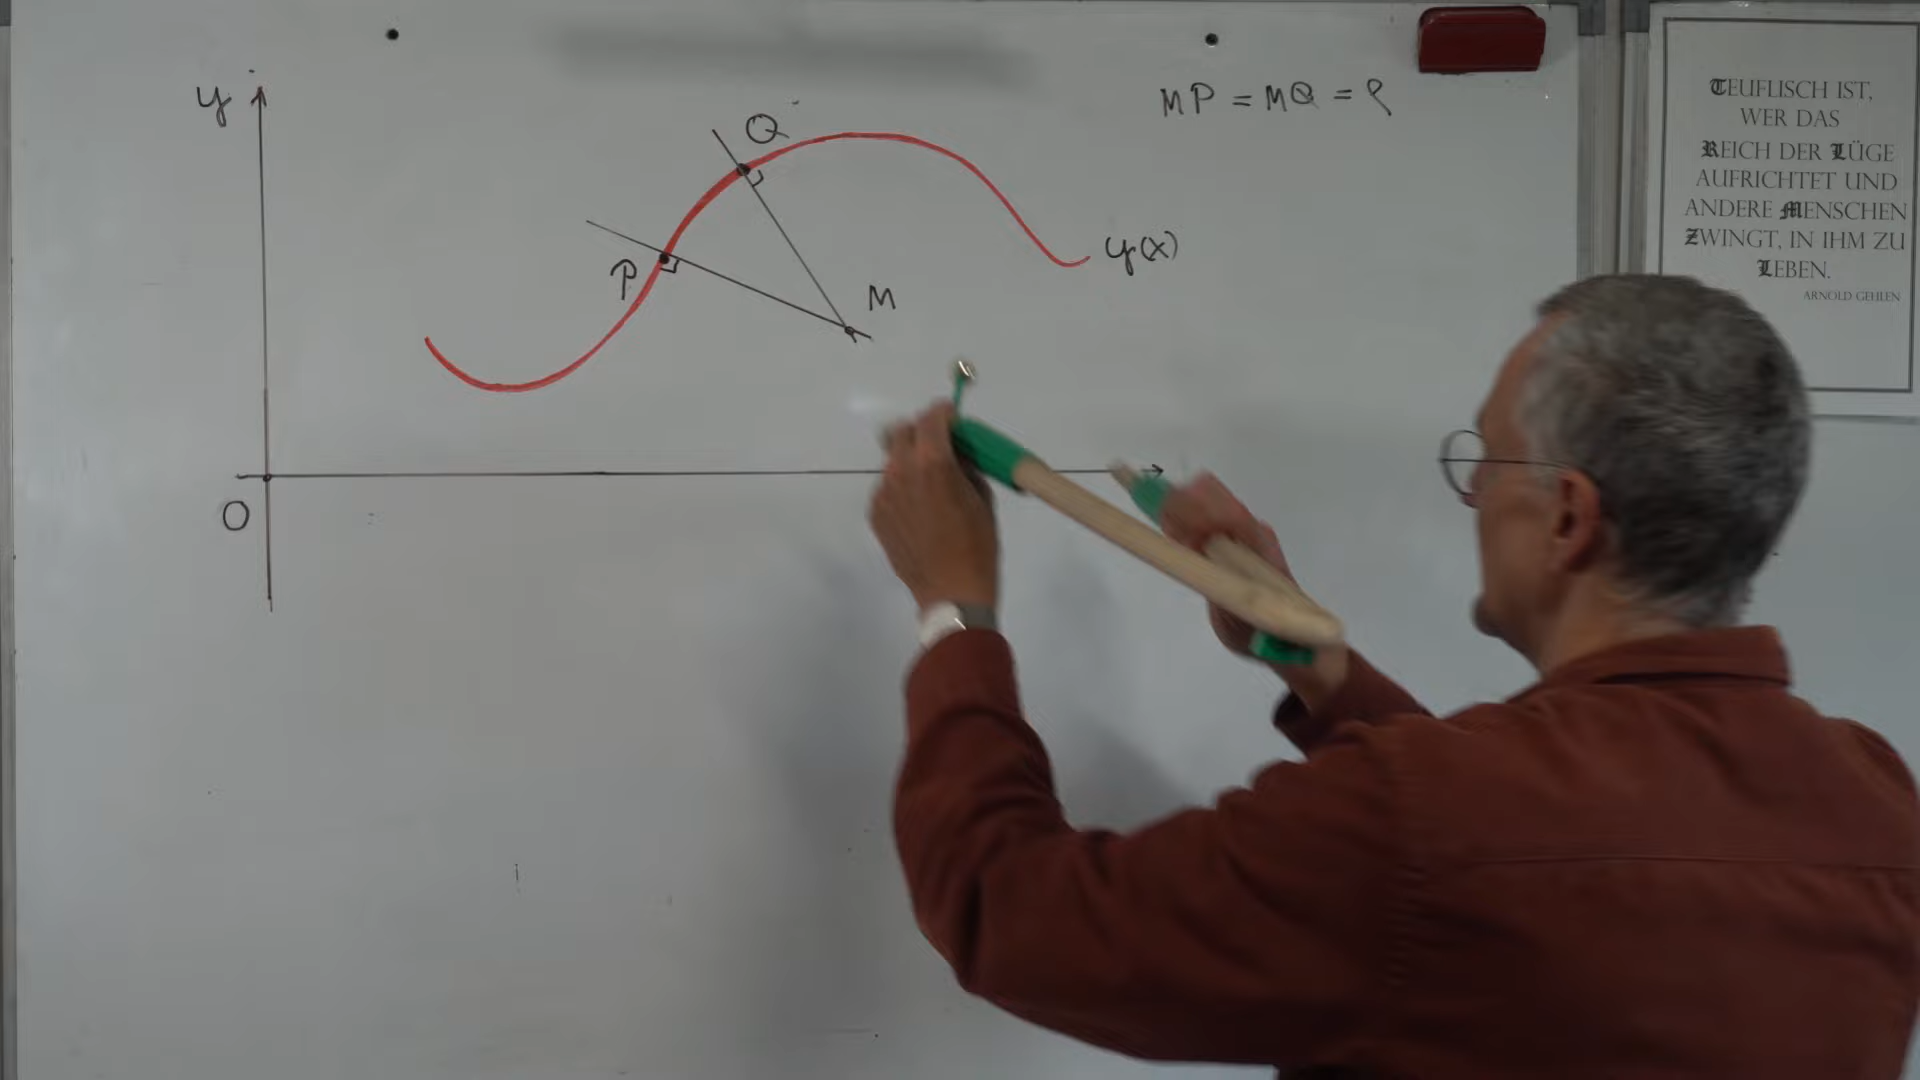 y
Q
MP = MQ = ρ
y(x)
P
M
O
TEUFLISCH IST,
WER DAS
REICH DER LÜGE
AUFRICHTET UND
ANDERE MENSCHEN
ZWINGT, IN IHM ZU
LEBEN.
ARNOLD GEHLEN